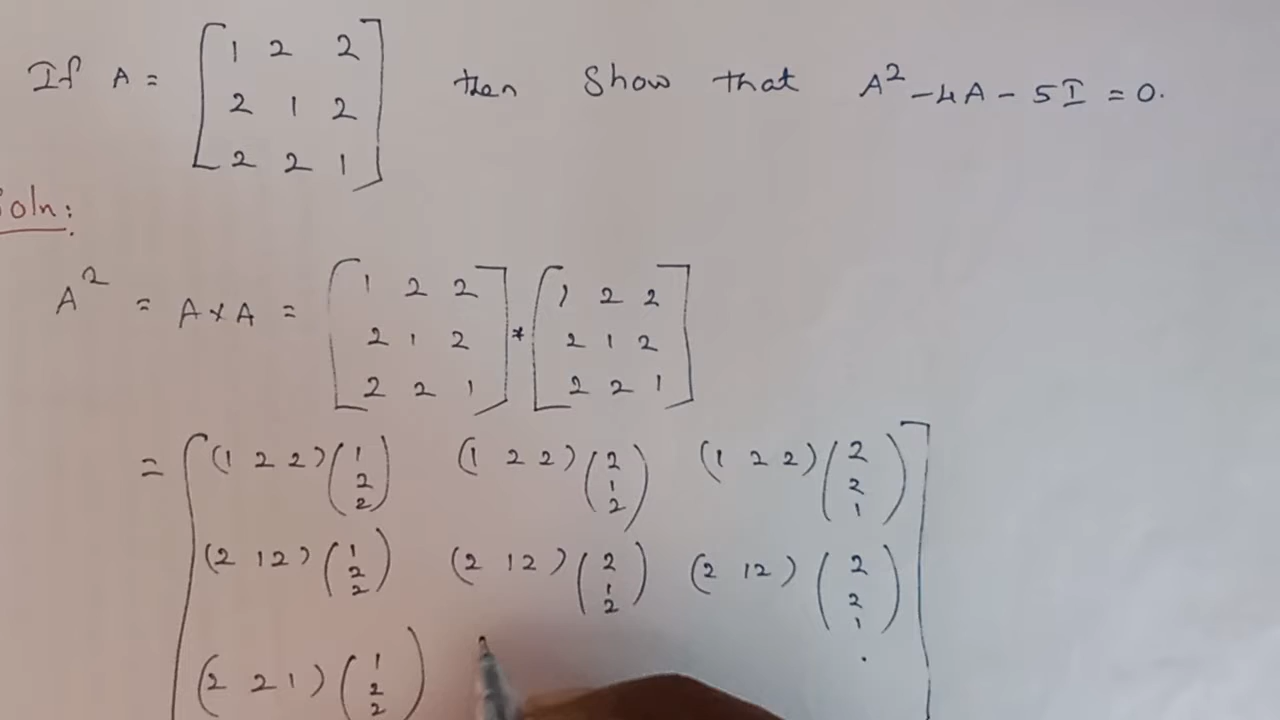 If A = [1 2 2
2 1 2
2 2 1] then Show that A² - 4A - 5I = 0.
Soln:
A² = A × A = [1 2 2
2 1 2
2 2 1] * [1 2 2
2 1 2
2 2 1]
= [(1 2 2)(1 2 2) (1 2 2)(2 1 2) (1 2 2)(2 2 1)
(2 1 2)(1 2 2) (2 1 2)(2 1 2) (2 1 2)(2 2 1)
(2 2 1)(1 2 2)